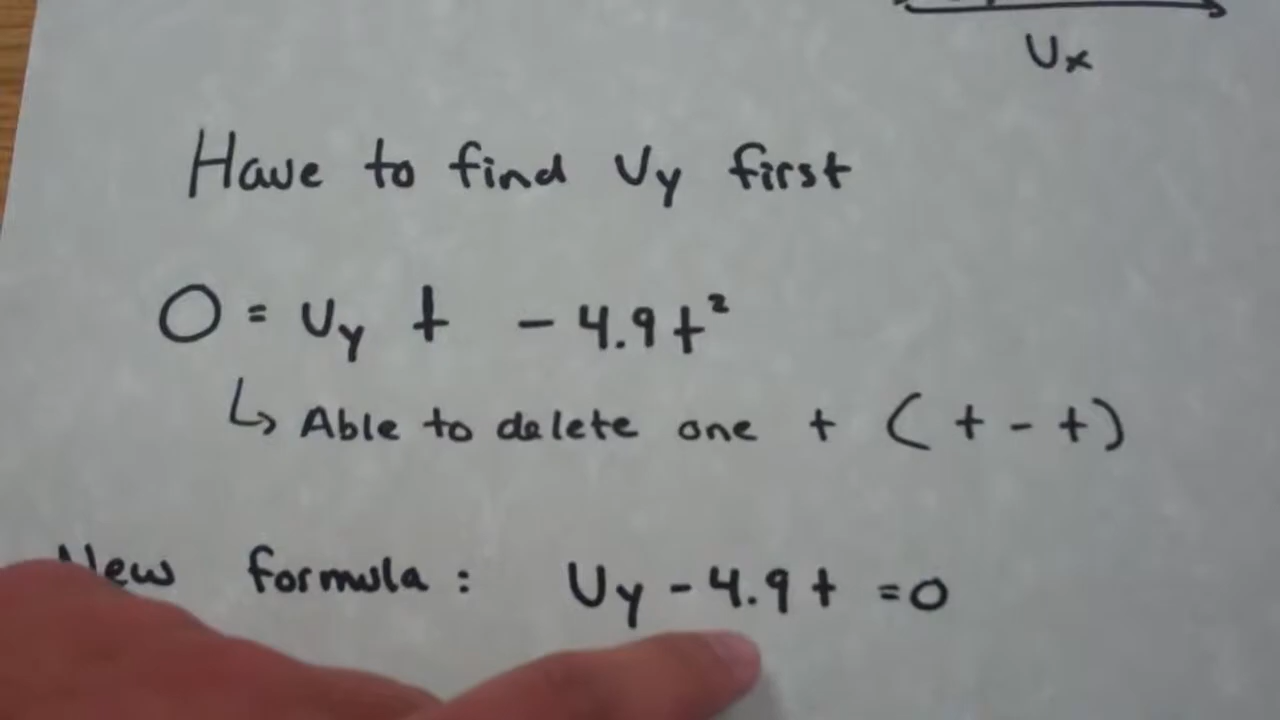 Ux
Have to find Vy first
0 = Vy t - 4.9t²
↳ Able to delete one t (t - t)
New formula: Vy - 4.9t = 0